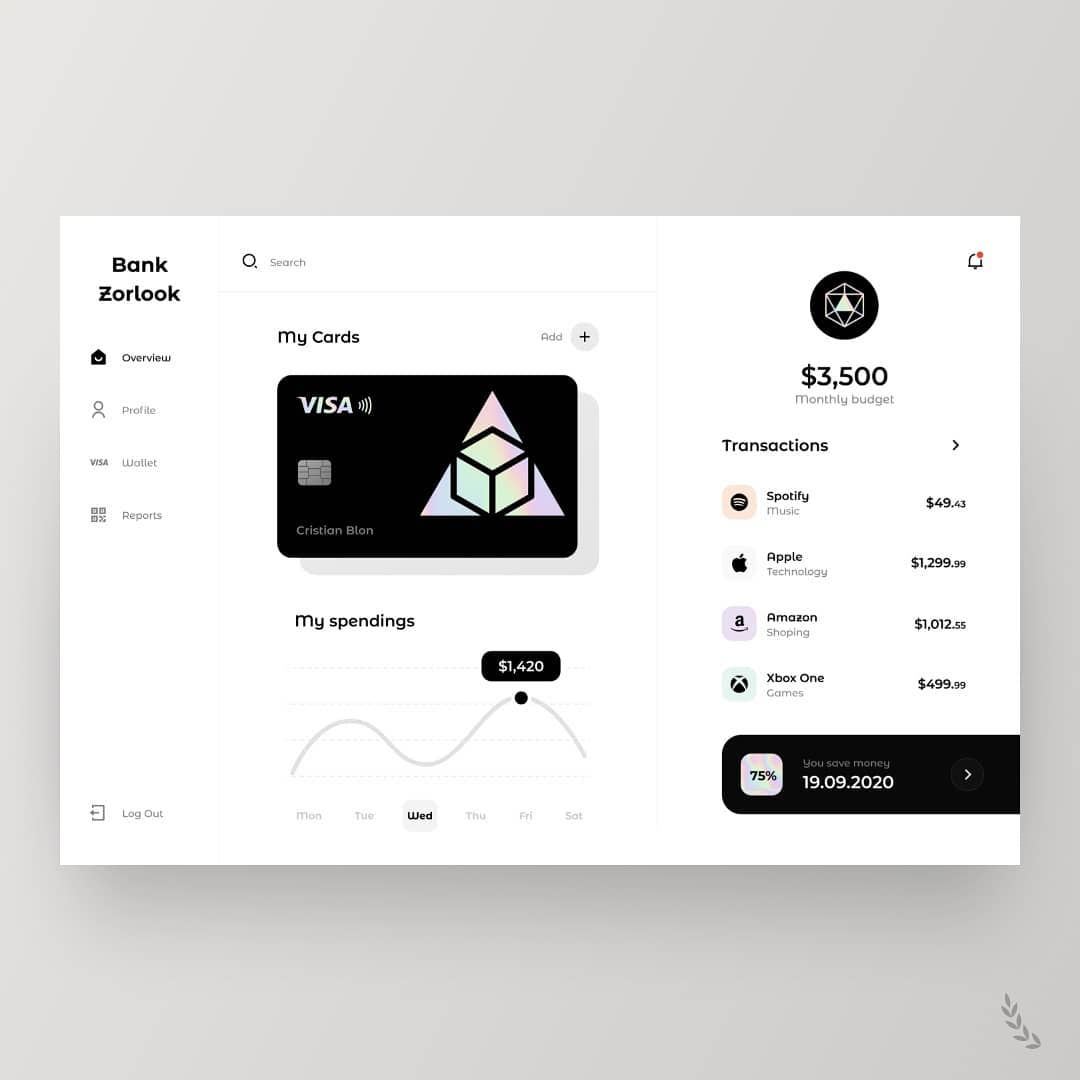 Bank
Zorlook
Overview
Profile
VISA Wallet
Reports
Log Out
Search
My Cards
Add +
VISA
Cristian Blon
My spendings
$1,420
Mon Tue Wed Thu Fri Sat
$3,500
Monthly budget
Transactions
Spotify
Music
$49.43
Apple
Technology
$1,299.99
a
Amazon
Shoping
$1,012.55
Xbox One
Games
$499.99
75%
You save money
19.09.2020